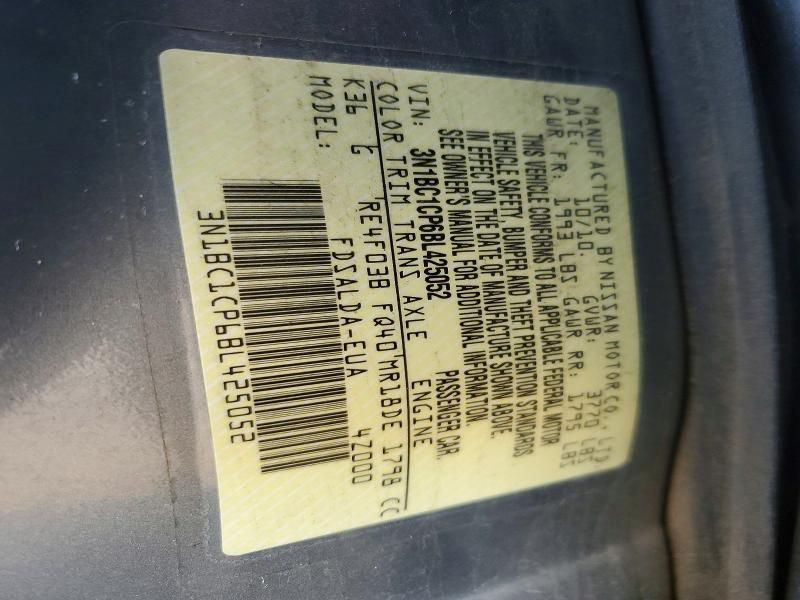 MANUFACTURED BY NISSAN MOTOR CO., LTD
DATE: 10/10. GVWR: 3770 LBS
GAWR FR: 1993 LBS GAWR RR: 1795 LBS
THIS VEHICLE CONFORMS TO ALL APPLICABLE FEDERAL MOTOR
VEHICLE SAFETY, BUMPER AND THEFT PREVENTION STANDARDS
IN EFFECT ON THE DATE OF MANUFACTURE SHOWN ABOVE.
SEE OWNER'S MANUAL FOR ADDITIONAL INFORMATION.
VIN: 3N1BC1CP6BL425052 PASSENGER CAR.
COLOR TRIM TRANS AXLE ENGINE
K36 G RE4F03B FQ40 MR18DE 1798 CC
MODEL: FDSALDA-EUA 4Z000
3N1BC1CP6BL425052